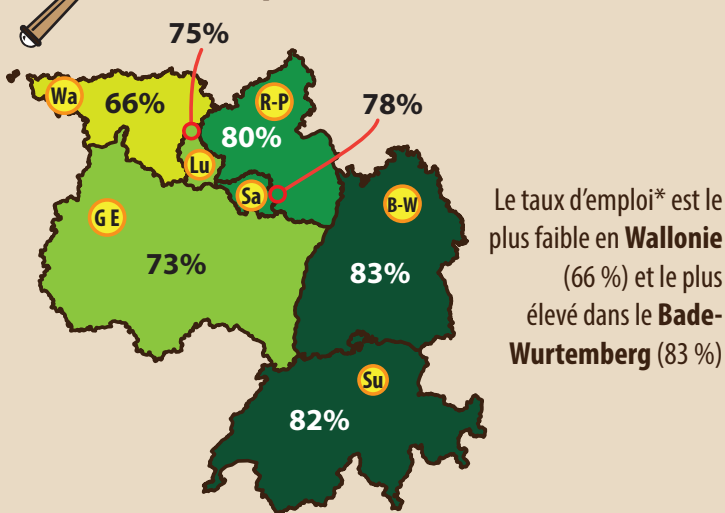 75%
Wa
66%
R-P
80%
78%
Lu
Sa
B-W
G E
73%
83%
Su
82%
Le taux d’emploi* est le
plus faible en Wallonie
(66 %) et le plus
élevé dans le Bade-
Wurtemberg (83 %)